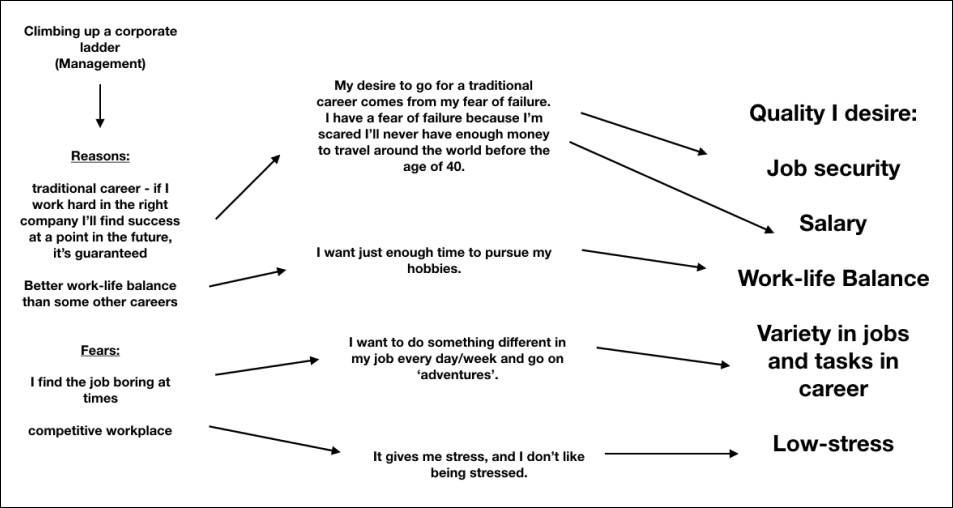 Climbing up a corporate
ladder
(Management)
Reasons:
traditional career - if I
work hard in the right
company I'll find success
at a point in the future,
it's guaranteed
Better work-life balance
than some other careers
Fears:
I find the job boring at
times
competitive workplace
My desire to go for a traditional
career comes from my fear of failure.
I have a fear of failure because I'm
scared I'll never have enough money
to travel around the world before the
age of 40.
I want just enough time to pursue my
hobbies.
I want to do something different in
my job every day/week and go on
‘adventures’.
It gives me stress, and I don't like
being stressed.
Quality I desire:
Job security
Salary
Work-life Balance
Variety in jobs
and tasks in
career
Low-stress